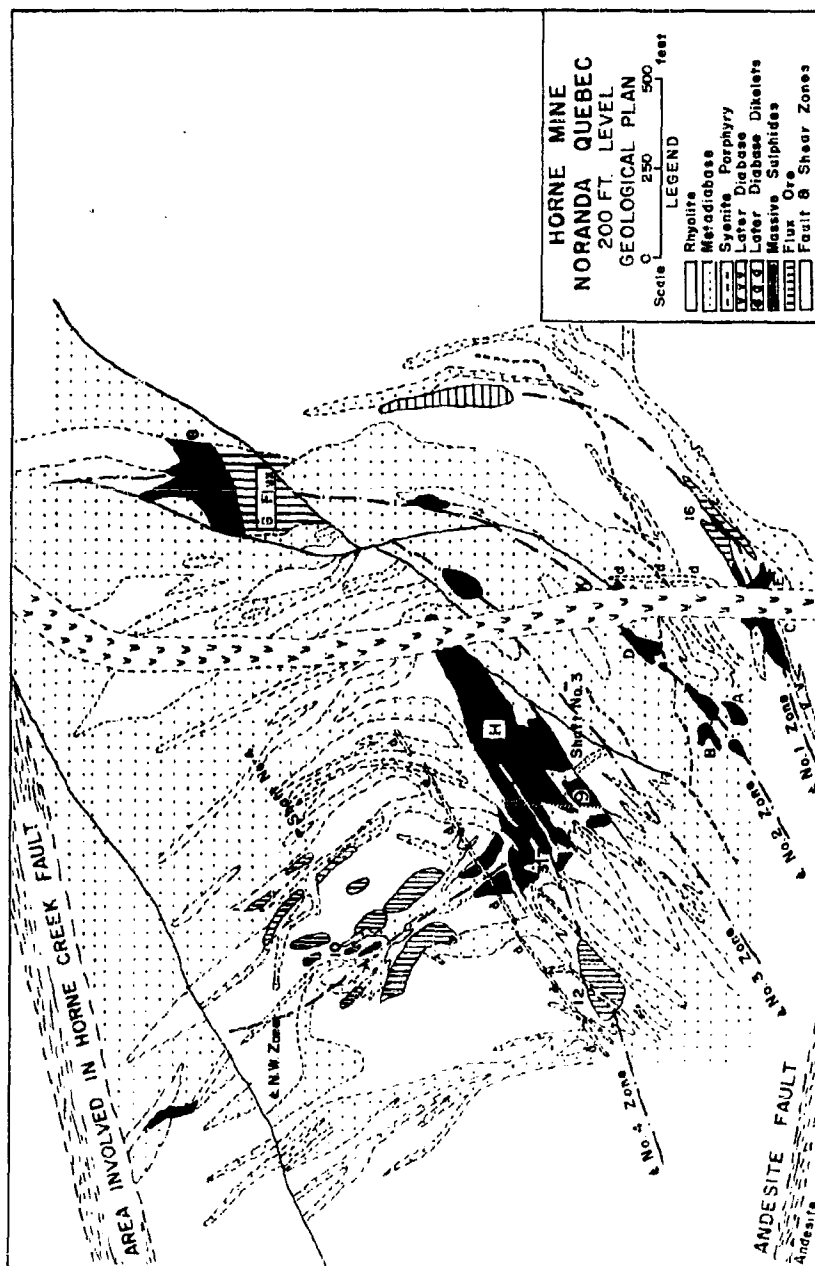 HORNE MINE
NORANDA QUEBEC
200 FT. LEVEL
GEOLOGICAL PLAN
0 250 500
Scale feet
LEGEND
Rhyolite
Metadiabase
Syenite Porphyry
Later Diabase
Later Diabase Dikelets
Massive Sulphides
Flux Ore
Fault & Shear Zones
AREA INVOLVED IN HORNE CREEK FAULT
N.W. Zone
Shaft No. 4
10
G
H
Shaft No. 3
31
12
No. 4 Zone
No. 3 Zone
No. 2 Zone
No. 1 Zone
D
B
A
C
E
16
d
d
d
ANDESITE FAULT
Andesite